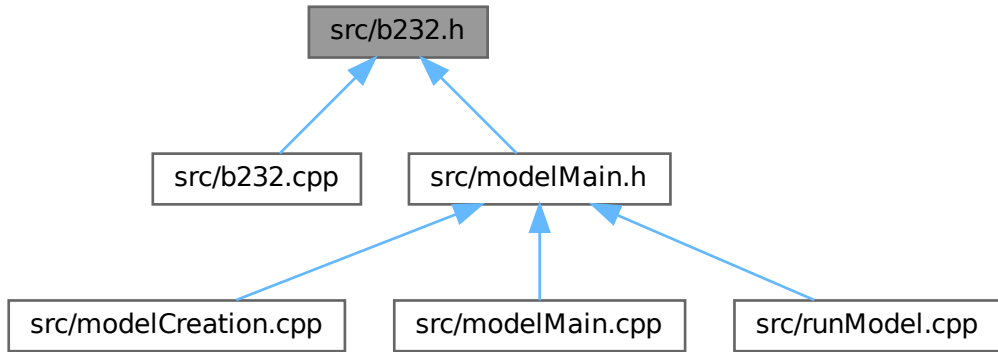 src/b232.h
src/b232.cpp
src/modelMain.h
src/modelCreation.cpp
src/modelMain.cpp
src/runModel.cpp